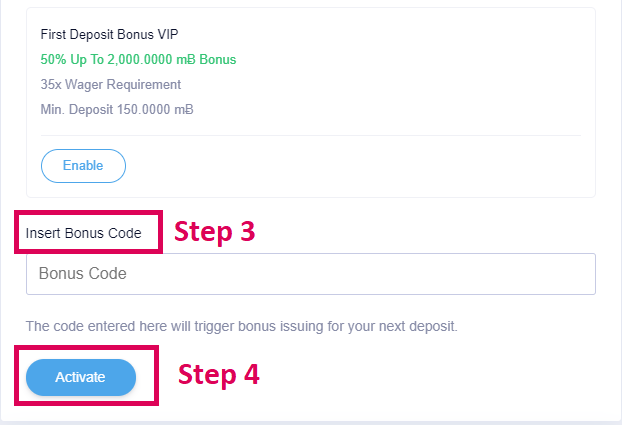 First Deposit Bonus VIP
50% Up To 2,000.0000 mɃ Bonus
35x Wager Requirement
Min. Deposit 150.0000 mɃ
Enable
Insert Bonus Code
Step 3
Bonus Code
The code entered here will trigger bonus issuing for your next deposit.
Activate
Step 4